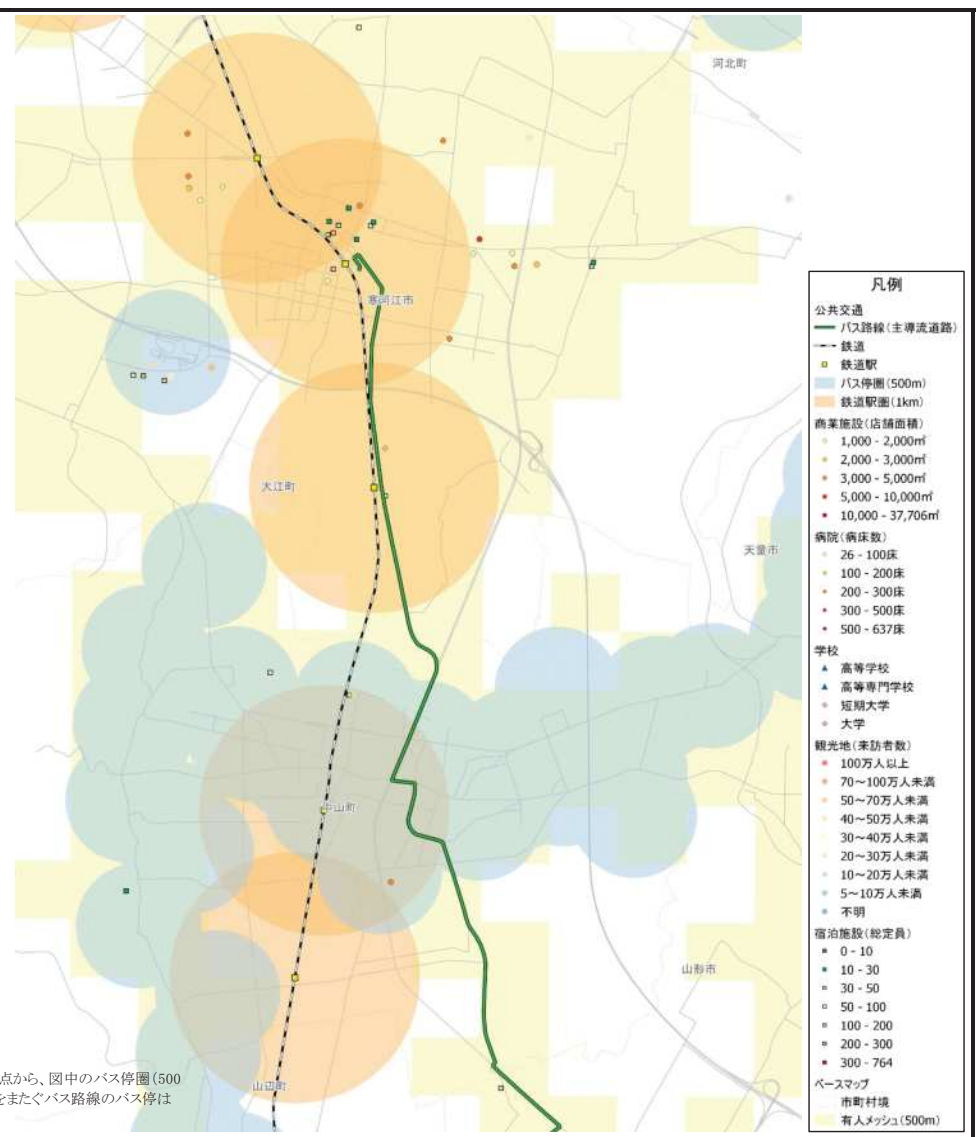 河北町
寒河江市
大江町
天童市
中山町
山形市
山辺町
点から、図中のバス停圏(500
をまたぐバス路線のバス停は
凡例
公共交通
バス路線(主導流道路)
鉄道
鉄道駅
バス停圏(500m)
鉄道駅圏(1km)
商業施設(店舗面積)
1,000 - 2,000㎡
2,000 - 3,000㎡
3,000 - 5,000㎡
5,000 - 10,000㎡
10,000 - 37,706㎡
病院(病床数)
26 - 100床
100 - 200床
200 - 300床
300 - 500床
500 - 637床
学校
高等学校
高等専門学校
短期大学
大学
観光地(来訪者数)
100万人以上
70～100万人未満
50～70万人未満
40～50万人未満
30～40万人未満
20～30万人未満
10～20万人未満
5～10万人未満
不明
宿泊施設(総定員)
0 - 10
10 - 30
30 - 50
50 - 100
100 - 200
200 - 300
300 - 764
ベースマップ
市町村境
有人メッシュ(500m)